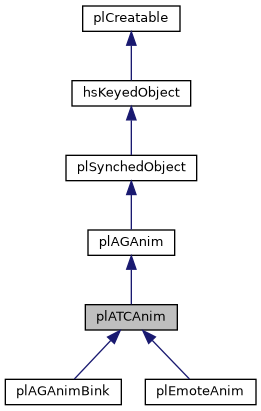 plCreatable
hsKeyedObject
plSynchedObject
plAGAnim
plATCAnim
plAGAnimBink
plEmoteAnim